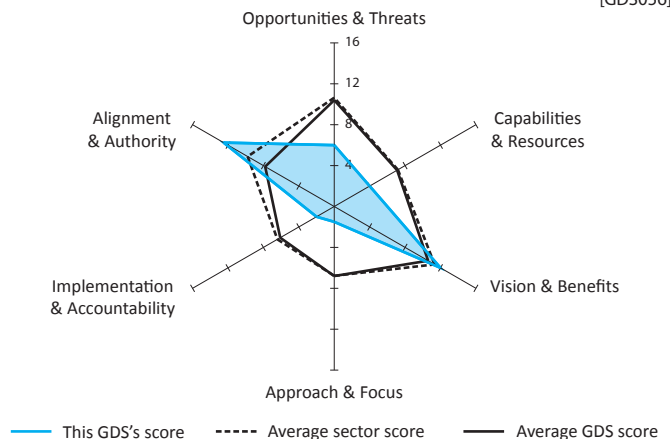 [GDS056]
Opportunities & Threats
16
12
8
4
Alignment
& Authority
Capabilities
& Resources
Implementation
& Accountability
Vision & Benefits
Approach & Focus
This GDS's score
Average sector score
Average GDS score